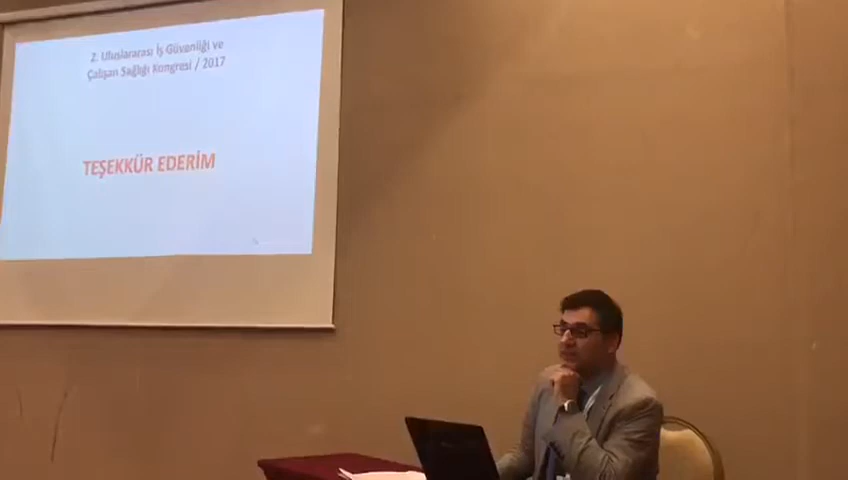 2. Uluslararası İş Güvenliği ve
Çalışan Sağlığı Kongresi / 2017
TEŞEKKÜR EDERİM